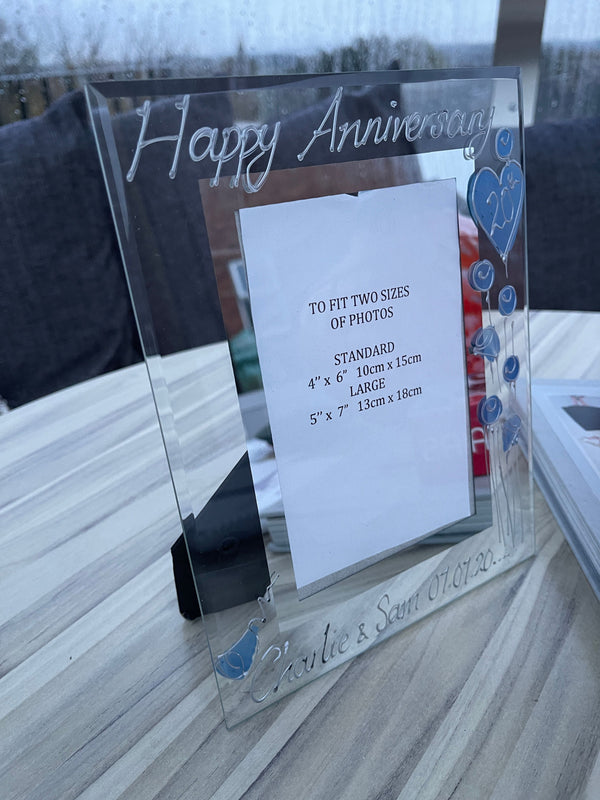 Happy Anniversary
20th
TO FIT TWO SIZES
OF PHOTOS
STANDARD
4" x 6" 10cm x 15cm
LARGE
5" x 7" 13cm x 18cm
Charlie & Sam 07.07.20....